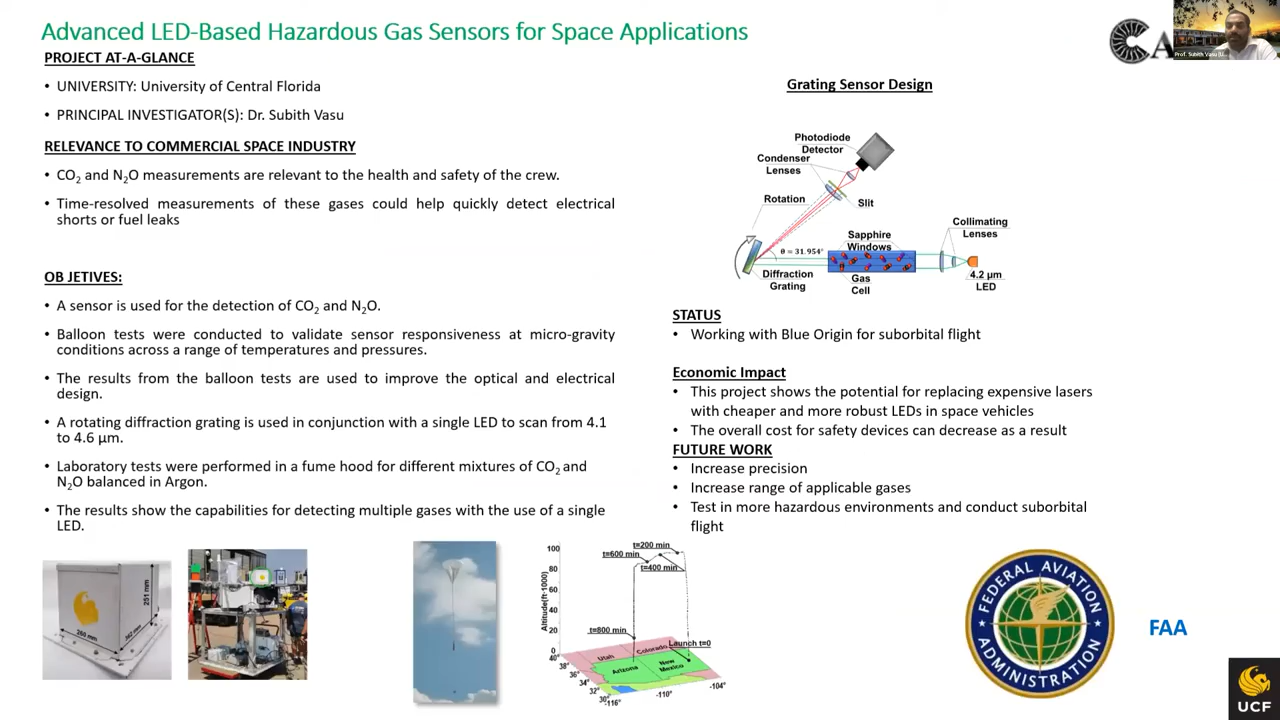 Advanced LED-Based Hazardous Gas Sensors for Space Applications
PROJECT AT-A-GLANCE
• UNIVERSITY: University of Central Florida
• PRINCIPAL INVESTIGATOR(S): Dr. Subith Vasu
RELEVANCE TO COMMERCIAL SPACE INDUSTRY
• CO2 and N2O measurements are relevant to the health and safety of the crew.
• Time-resolved measurements of these gases could help quickly detect electrical
shorts or fuel leaks
OB JETIVES:
• A sensor is used for the detection of CO2 and N2O.
• Balloon tests were conducted to validate sensor responsiveness at micro-gravity
conditions across a range of temperatures and pressures.
• The results from the balloon tests are used to improve the optical and electrical
design.
• A rotating diffraction grating is used in conjunction with a single LED to scan from 4.1
to 4.6 μm.
• Laboratory tests were performed in a fume hood for different mixtures of CO2 and
N2O balanced in Argon.
• The results show the capabilities for detecting multiple gases with the use of a single
LED.
260 mm
362 mm
251 mm
Altitude(ft·1000)
100
80
60
40
20
0
t=200 min
t=600 min
t=400 min
t=800 min
Launch t=0
Utah
Colorado
Arizona
New
Mexico
40°
38°
36°
34°
32°
30°
-116°
-110°
-104°
Grating Sensor Design
Photodiode
Detector
Condenser
Lenses
Rotation
Slit
Collimating
Lenses
Sapphire
Windows
θ = 31.954°
Diffraction
Grating
Gas
Cell
4.2 μm
LED
STATUS
• Working with Blue Origin for suborbital flight
Economic Impact
• This project shows the potential for replacing expensive lasers
with cheaper and more robust LEDs in space vehicles
• The overall cost for safety devices can decrease as a result
FUTURE WORK
• Increase precision
• Increase range of applicable gases
• Test in more hazardous environments and conduct suborbital
flight
FEDERAL AVIATION
ADMINISTRATION
FAA
UCF
CA
Prof. Subith Vasu (U...